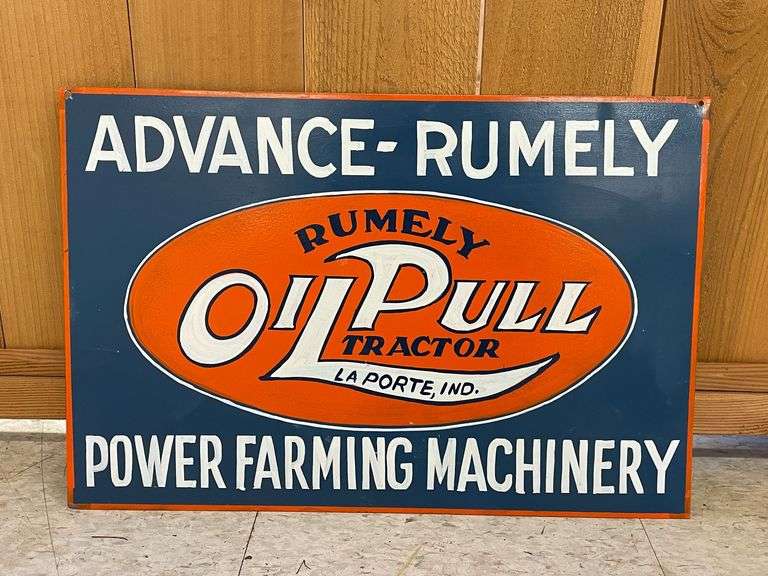 ADVANCE-RUMELY
RUMELY
OILPULL
TRACTOR
LA PORTE, IND.
POWER FARMING MACHINERY